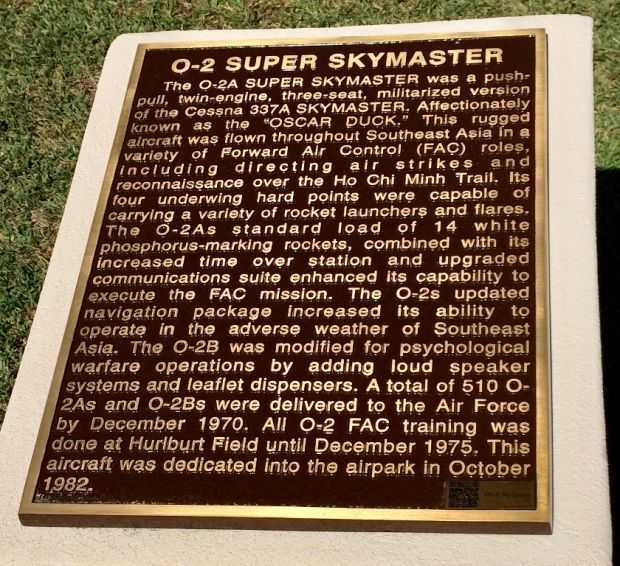 O-2 SUPER SKYMASTER
The O-2A SUPER SKYMASTER was a push-
pull, twin-engine, three-seat, militarized version
of the Cessna 337A SKYMASTER. Affectionately
known as the "OSCAR DUCK," This rugged
aircraft was flown throughout Southeast Asia in a
variety of Forward Air Control (FAC) roles,
including directing air strikes and
reconnaissance over the Ho Chi Minh Trail. Its
four underwing hard points were capable of
carrying a variety of rocket launchers and flares.
The O-2As standard load of 14 white
phosphorus-marking rockets, combined with its
increased time over station and upgraded
communications suite enhanced its capability to
execute the FAC mission. The O-2s updated
navigation package increased its ability to
operate in the adverse weather of Southeast
Asia. The O-2B was modified for psychological
warfare operations by adding loud speaker
systems and leaflet dispensers. A total of 510 O-
2As and O-2Bs were delivered to the Air Force
by December 1970. All O-2 FAC training was
done at Hurlburt Field until December 1975. This
aircraft was dedicated into the airpark in October
1982.